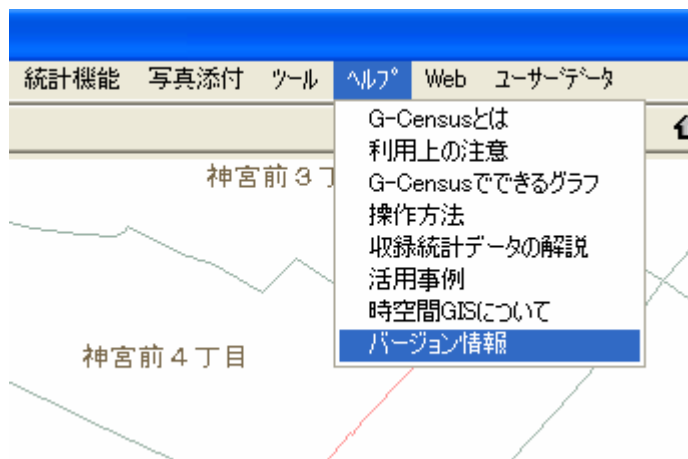 統計機能 写真添付 ツール ヘルプ Web ユーザーデータ
G-Censusとは
利用上の注意
神宮前3丁
G-Censusでできるグラフ
操作方法
収録統計データの解説
活用事例
時空間GISについて
バージョン情報
神宮前4丁目